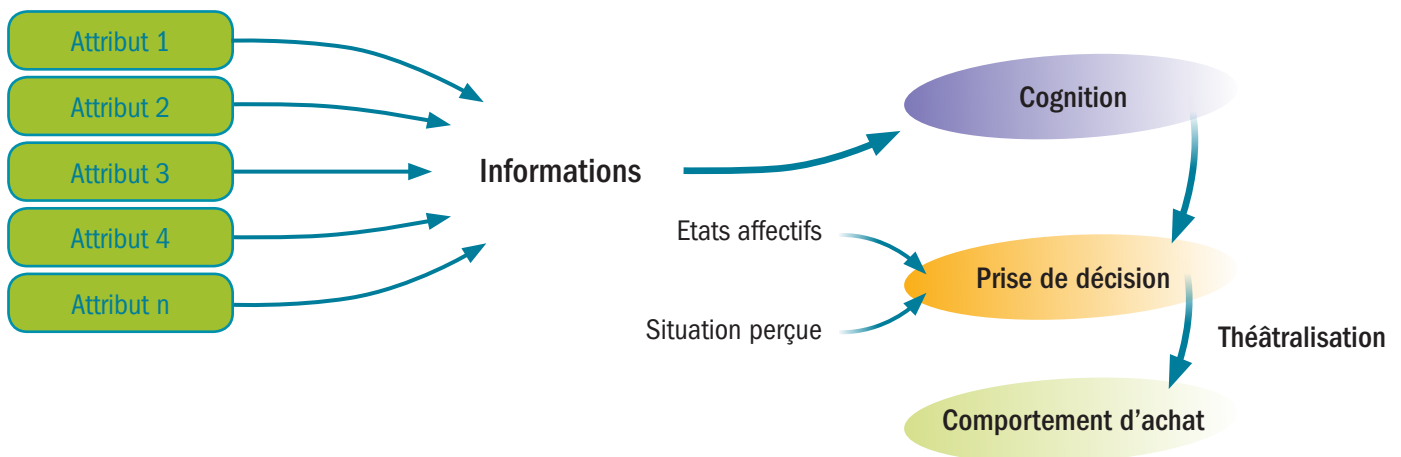 Attribut 1
Attribut 2
Attribut 3
Attribut 4
Attribut n
Informations
Cognition
Etats affectifs
Situation perçue
Prise de décision
Théâtralisation
Comportement d’achat